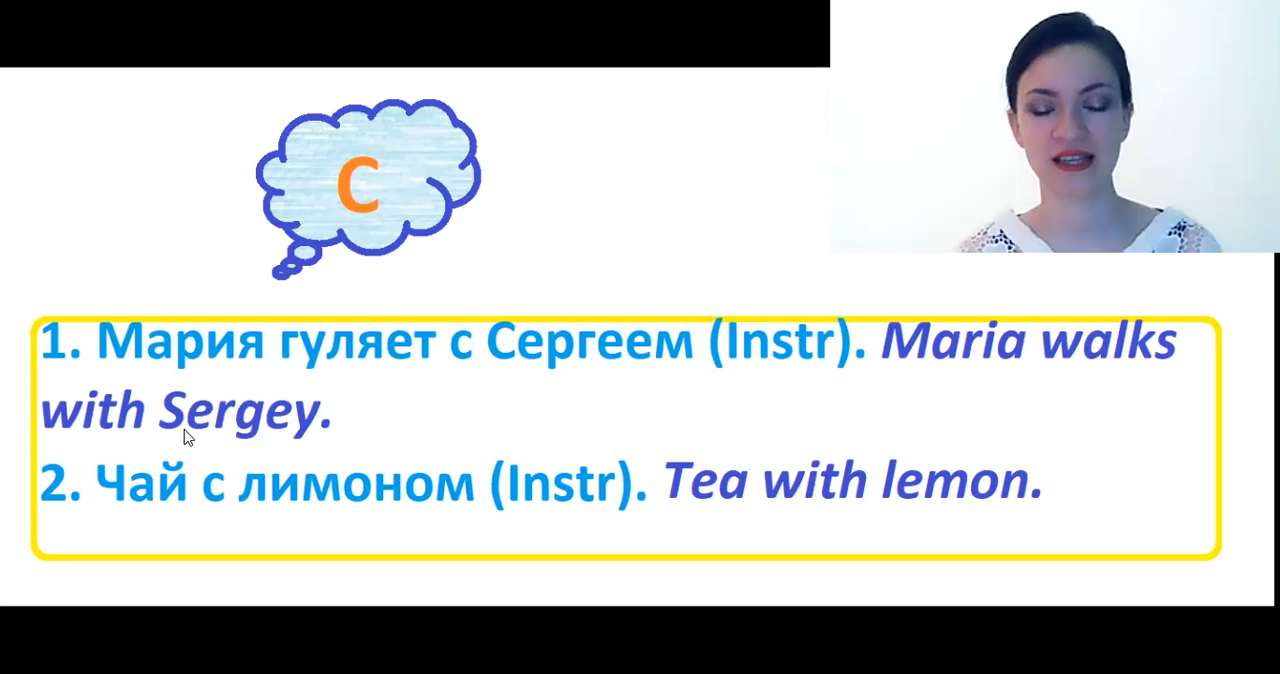 С
1. Мария гуляет с Сергеем (Instr). Maria walks
with Sergey.
2. Чай с лимоном (Instr). Tea with lemon.